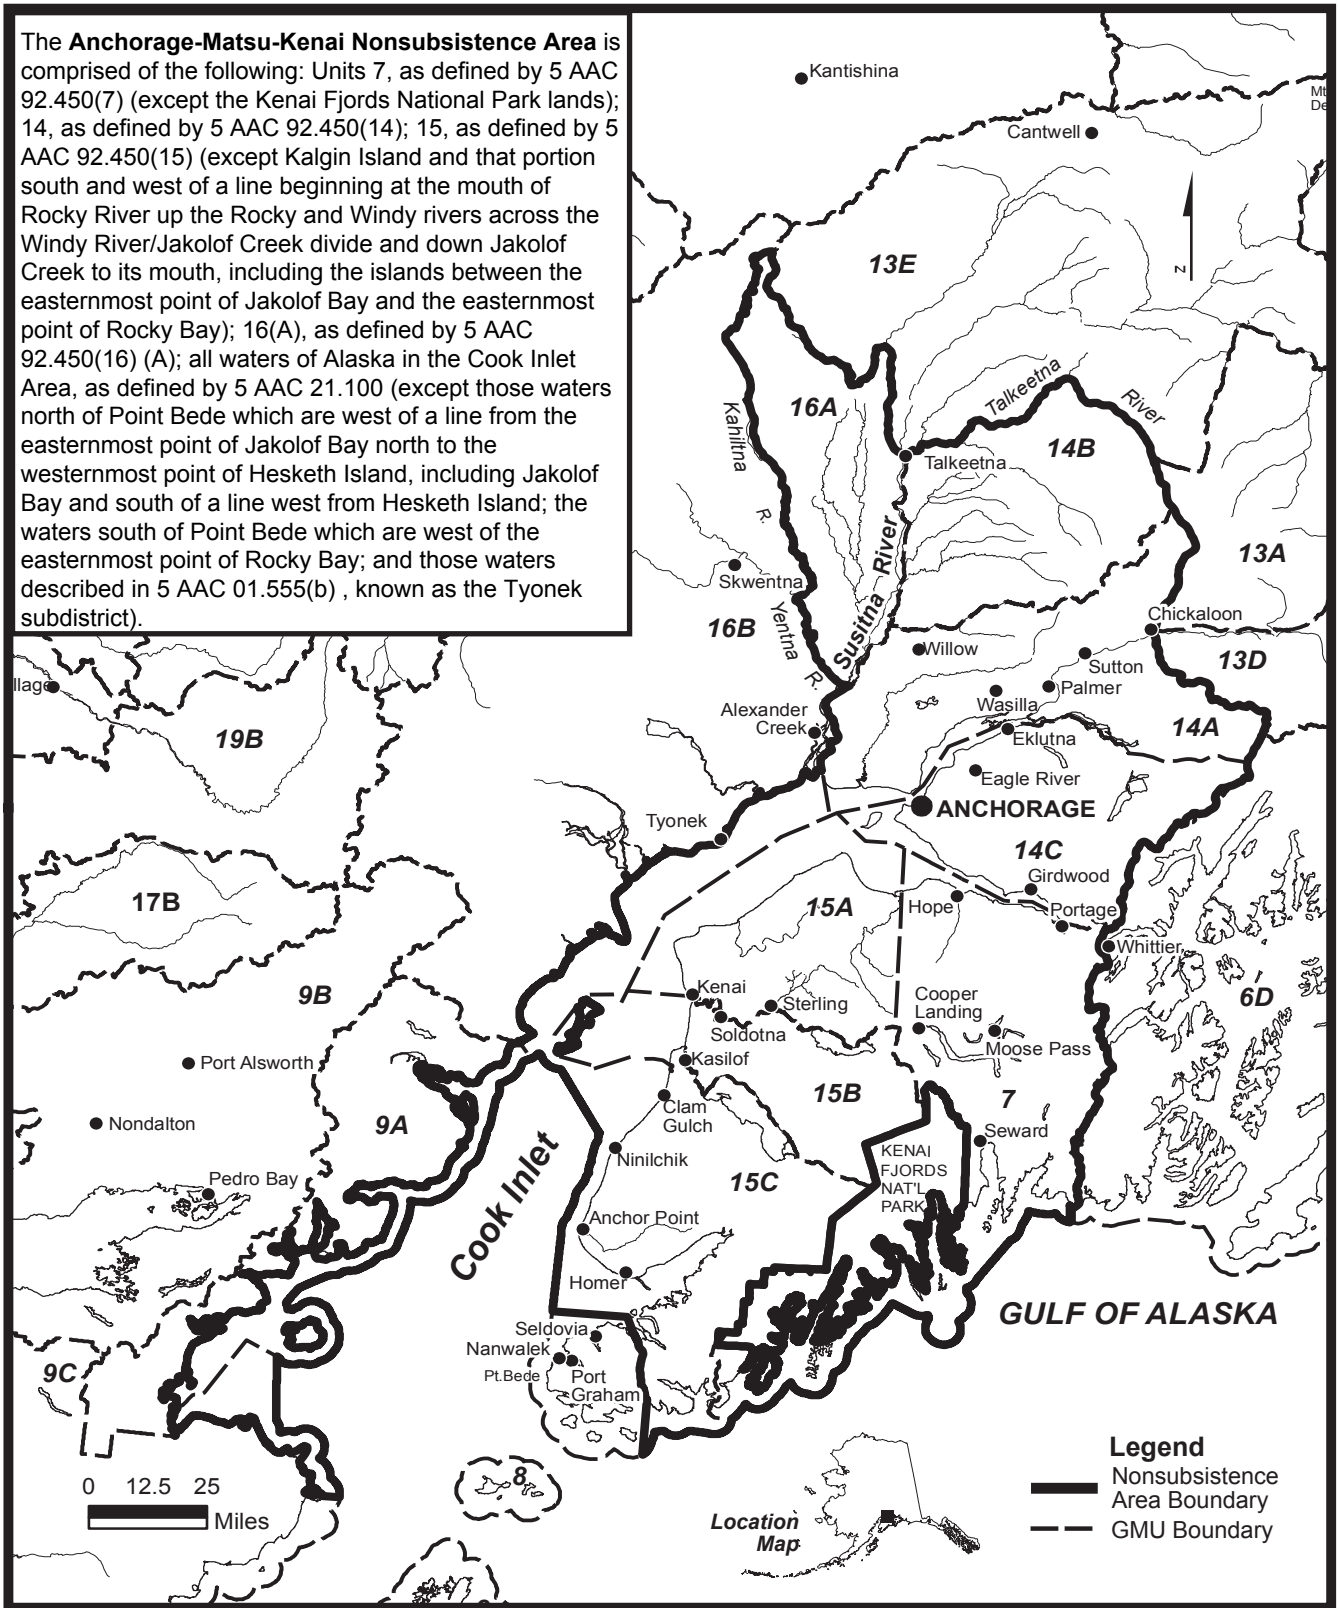 The Anchorage-Matsu-Kenai Nonsubsistence Area is
comprised of the following: Units 7, as defined by 5 AAC
92.450(7) (except the Kenai Fjords National Park lands);
14, as defined by 5 AAC 92.450(14); 15, as defined by 5
AAC 92.450(15) (except Kalgin Island and that portion
south and west of a line beginning at the mouth of
Rocky River up the Rocky and Windy rivers across the
Windy River/Jakolof Creek divide and down Jakolof
Creek to its mouth, including the islands between the
easternmost point of Jakolof Bay and the easternmost
point of Rocky Bay); 16(A), as defined by 5 AAC
92.450(16) (A); all waters of Alaska in the Cook Inlet
Area, as defined by 5 AAC 21.100 (except those waters
north of Point Bede which are west of a line from the
easternmost point of Jakolof Bay north to the
westernmost point of Hesketh Island, including Jakolof
Bay and south of a line west from Hesketh Island; the
waters south of Point Bede which are west of the
easternmost point of Rocky Bay; and those waters
described in 5 AAC 01.555(b) , known as the Tyonek
subdistrict).
Kantishina
Mt
De
Cantwell
13E
N
16A
Talkeetna
River
Kahiltna
R.
14B
Talkeetna
Susitna River
13A
Skwentna
16B
Yentna
R.
Chickaloon
Willow
13D
Sutton
Palmer
Wasilla
llage
19B
Alexander
Creek
14A
Eklutna
Eagle River
ANCHORAGE
Tyonek
14C
Girdwood
17B
15A
Hope
Portage
Whittier
9B
6D
Kenai
Sterling
Cooper
Landing
Soldotna
Moose Pass
Port Alsworth
Kasilof
15B
7
Clam
Gulch
Nondalton
9A
Seward
KENAI
FJORDS
NAT'L
PARK
Ninilchik
Pedro Bay
15C
Cook Inlet
Anchor Point
Homer
GULF OF ALASKA
Seldovia
Nanwalek
Pt.Bede
Port
Graham
9C
8
0 12.5 25
Miles
Location
Map
Legend
Nonsubsistence
Area Boundary
GMU Boundary